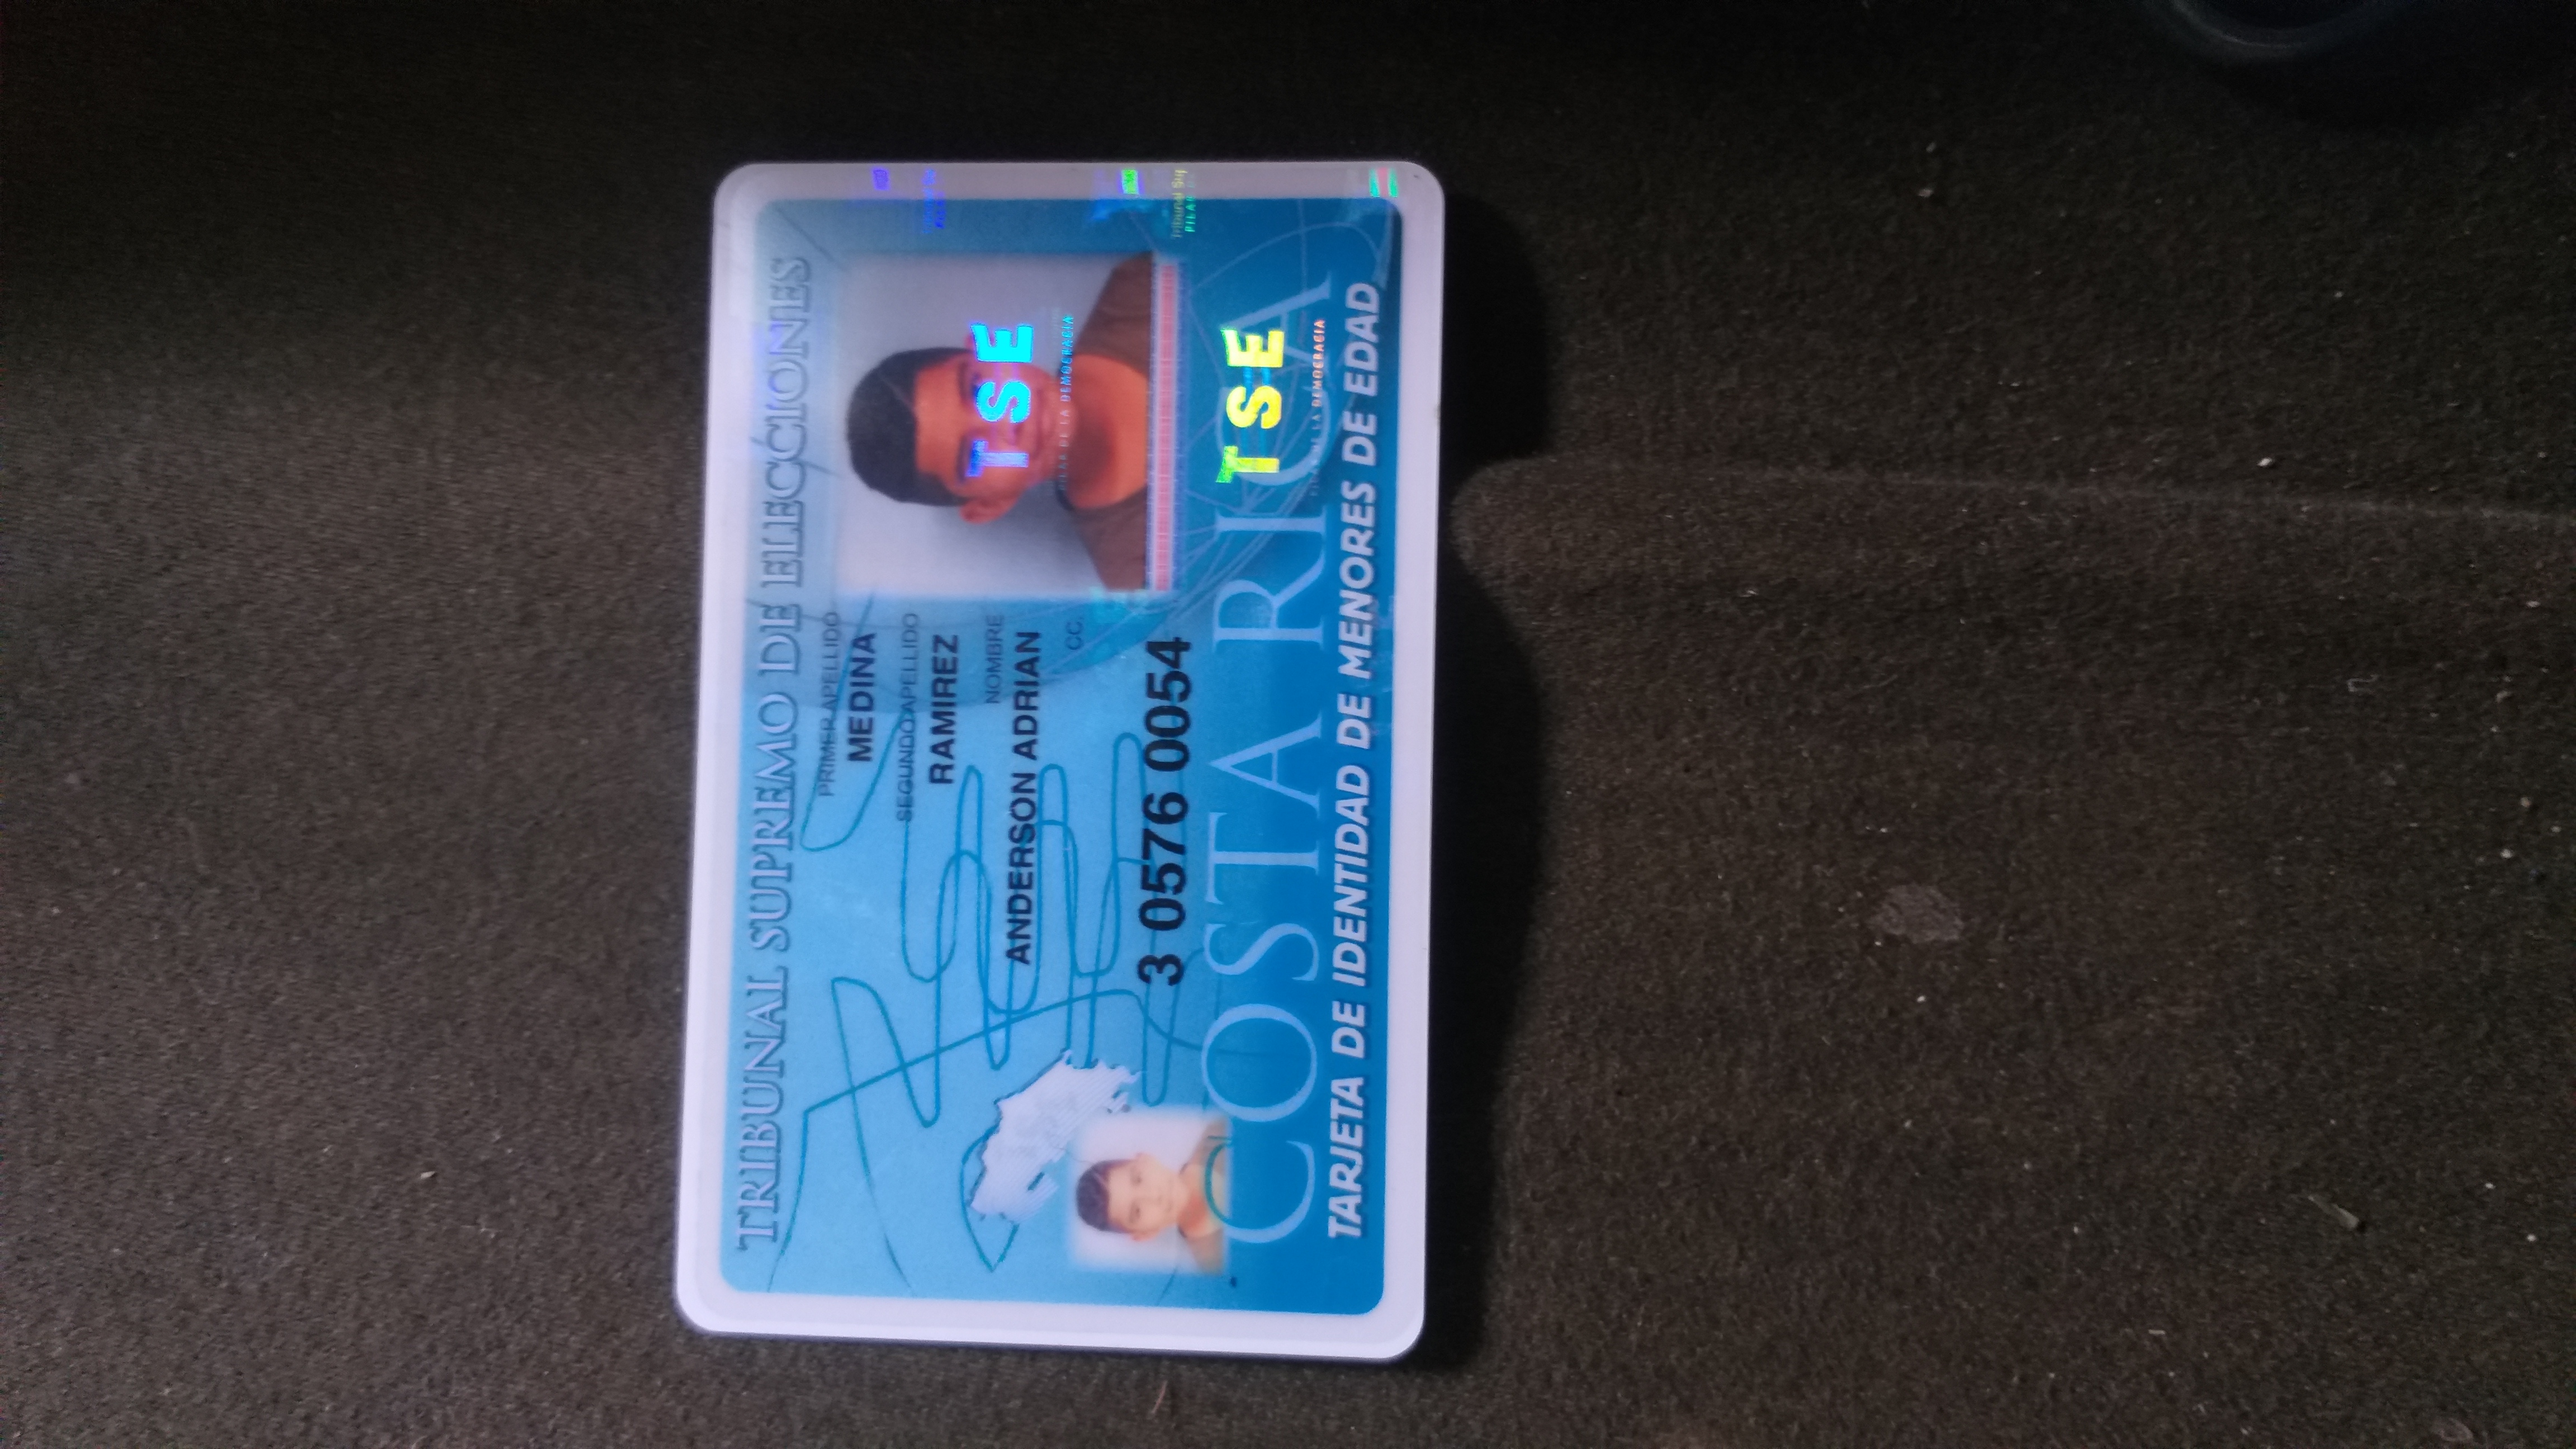 TRIBUNAL SUPREMO DE ELECCIONES
PRIMER APELLIDO
MEDINA
SEGUNDO APELLIDO
RAMIREZ
NOMBRE
ANDERSON ADRIAN
CC.
3 0576 0054
TSE
PILAR DE LA DEMOCRACIA
Tribunal Sup
COSTA RICA
TSE
PILAR DE LA DEMOCRACIA
TARJETA DE IDENTIDAD DE MENORES DE EDAD